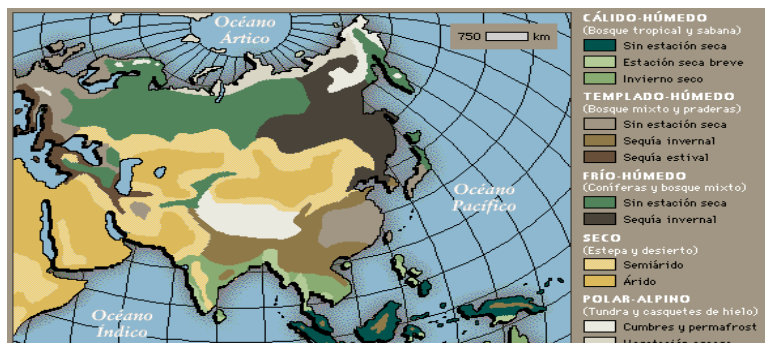 Océano
Ártico
750 km
Océano
Pacífico
Océano
Índico
CÁLIDO-HÚMEDO
(Bosque tropical y sabana)
Sin estación seca
Estación seca breve
Invierno seco
TEMPLADO-HÚMEDO
(Bosque mixto y praderas)
Sin estación seca
Sequía invernal
Sequía estival
FRÍO-HÚMEDO
(Coníferas y bosque mixto)
Sin estación seca
Sequía invernal
SECO
(Estepa y desierto)
Semiárido
Árido
POLAR-ALPINO
(Tundra y casquetes de hielo)
Cumbres y permafrost